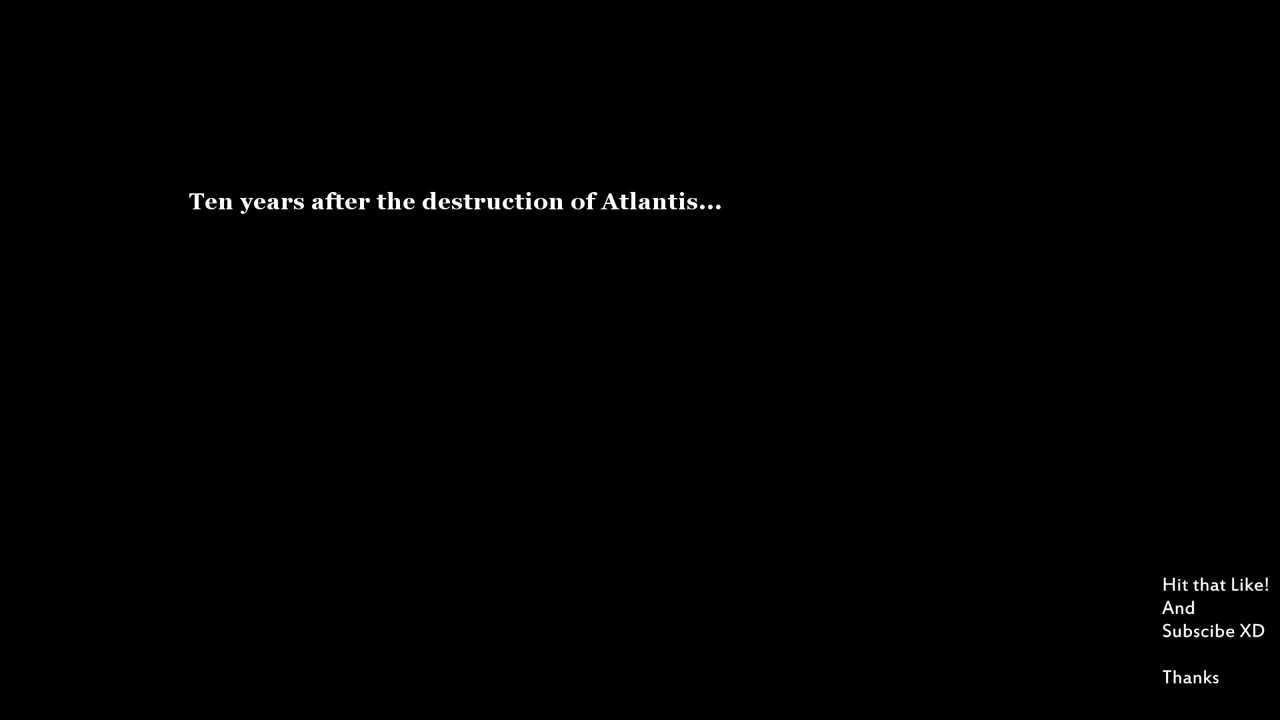 Ten years after the destruction of Atlantis...
Hit that Like!
And
Subscibe XD
Thanks